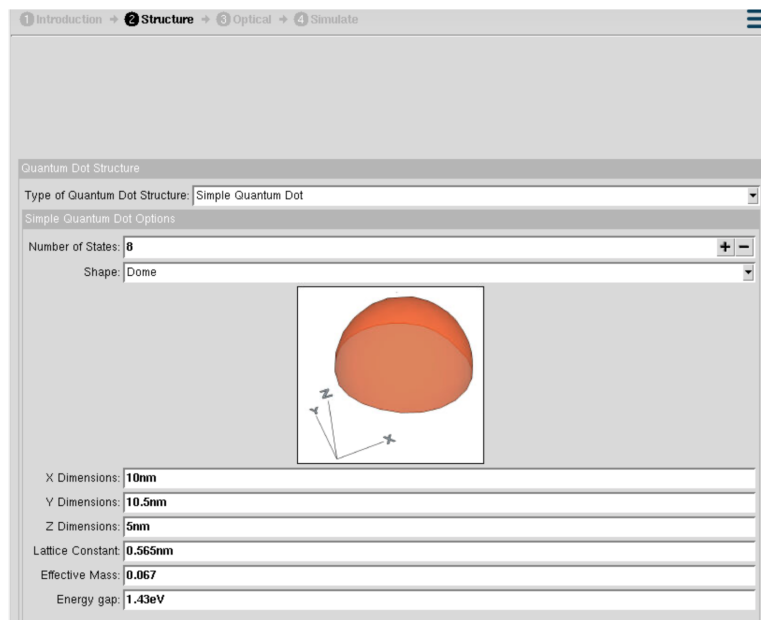 1 Introduction → 2 Structure → 3 Optical → 4 Simulate
Quantum Dot Structure
Type of Quantum Dot Structure: Simple Quantum Dot
Simple Quantum Dot Options
Number of States: 8
Shape: Dome
Z
Y
X
X Dimensions: 10nm
Y Dimensions: 10.5nm
Z Dimensions: 5nm
Lattice Constant: 0.565nm
Effective Mass: 0.067
Energy gap: 1.43eV